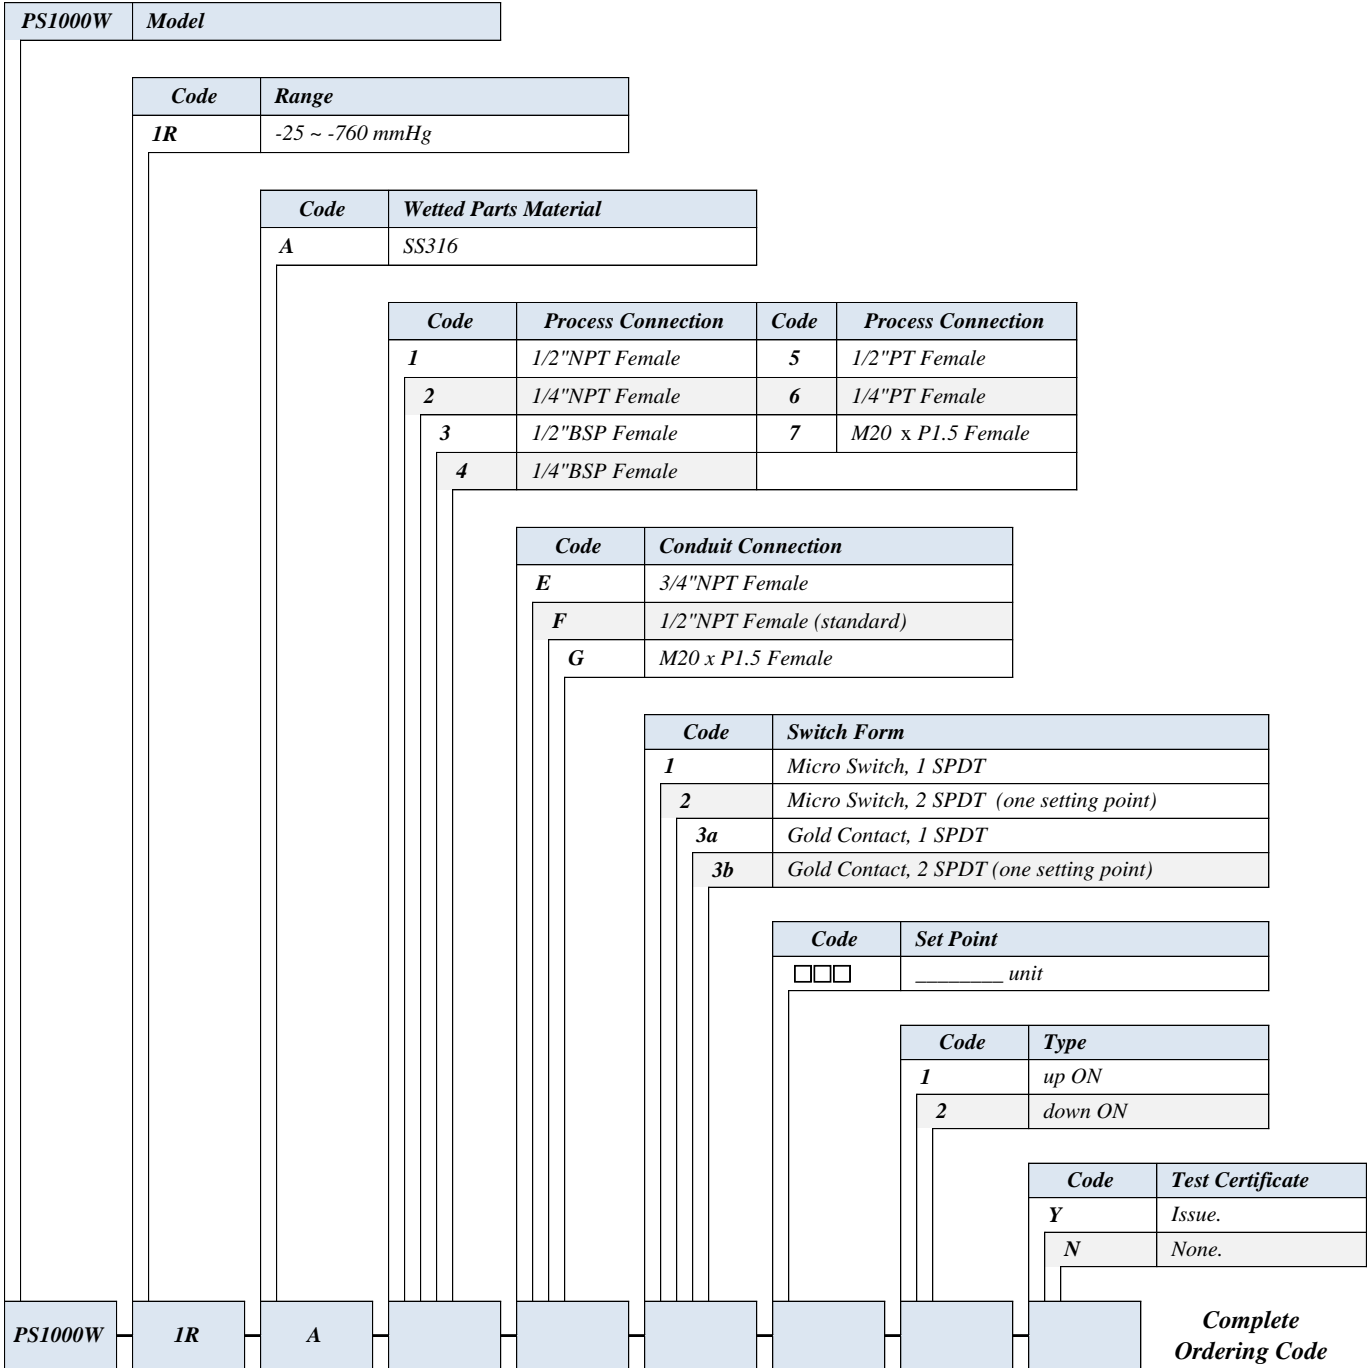 PS1000W Model
Code Range
1R -25 ~ -760 mmHg
Code Wetted Parts Material
A SS316
Code Process Connection Code Process Connection
1 1/2"NPT Female 5 1/2"PT Female
2 1/4"NPT Female 6 1/4"PT Female
3 1/2"BSP Female 7 M20 x P1.5 Female
4 1/4"BSP Female
Code Conduit Connection
E 3/4"NPT Female
F 1/2"NPT Female (standard)
G M20 x P1.5 Female
Code Switch Form
1 Micro Switch, 1 SPDT
2 Micro Switch, 2 SPDT (one setting point)
3a Gold Contact, 1 SPDT
3b Gold Contact, 2 SPDT (one setting point)
Code Set Point
□□□ ________ unit
Code Type
1 up ON
2 down ON
Code Test Certificate
Y Issue.
N None.
PS1000W 1R A Complete
Ordering Code